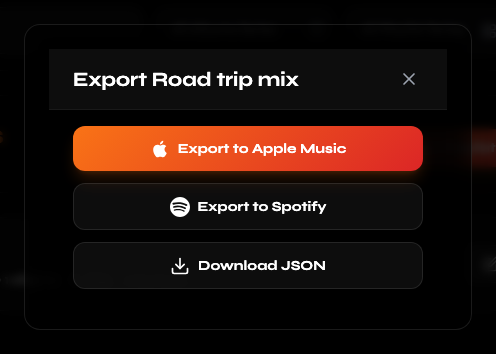 Export Road trip mix
Export to Apple Music
Export to Spotify
Download JSON